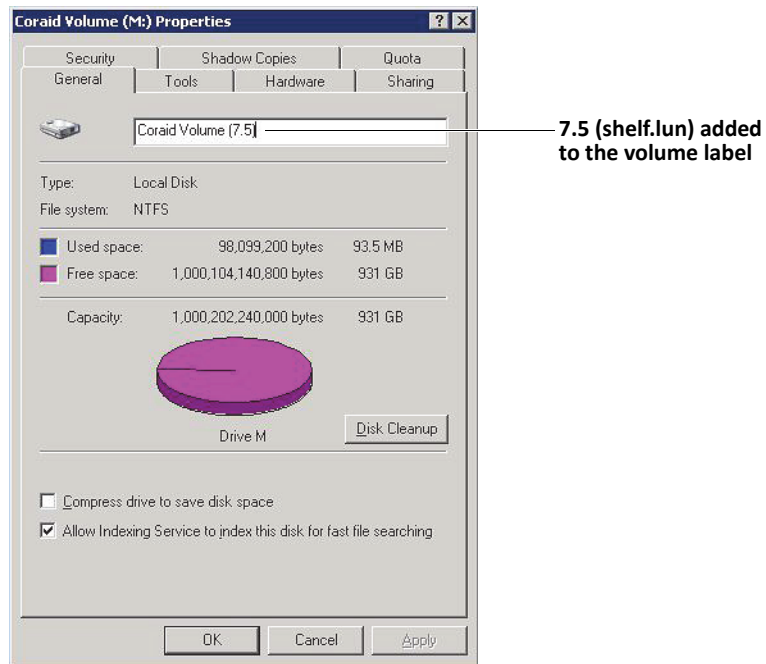 Coraid Volume (M:) Properties
Security Shadow Copies Quota
General Tools Hardware Sharing
Coraid Volume (7.5)
7.5 (shelf.lun) added
to the volume label
Type: Local Disk
File system: NTFS
Used space: 98,099,200 bytes 93.5 MB
Free space: 1,000,104,140,800 bytes 931 GB
Capacity: 1,000,202,240,000 bytes 931 GB
Drive M
Disk Cleanup
Compress drive to save disk space
Allow Indexing Service to index this disk for fast file searching
OK Cancel Apply